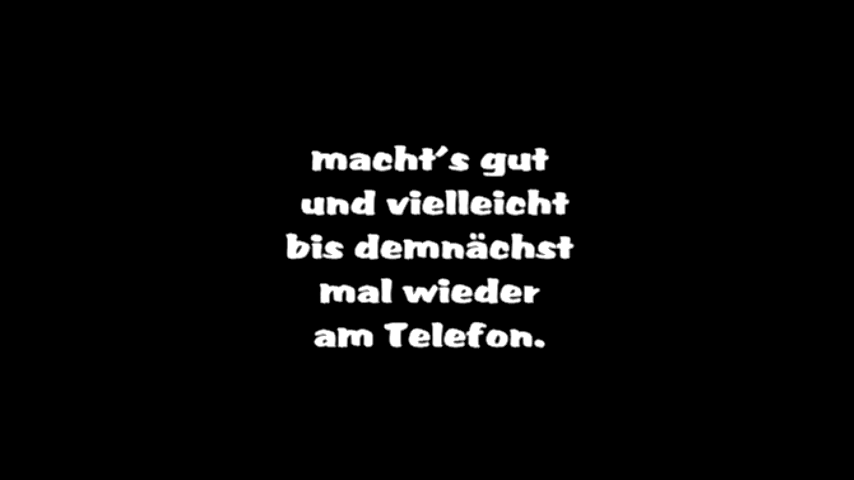 macht's gut
und vielleicht
bis demnächst
mal wieder
am Telefon.